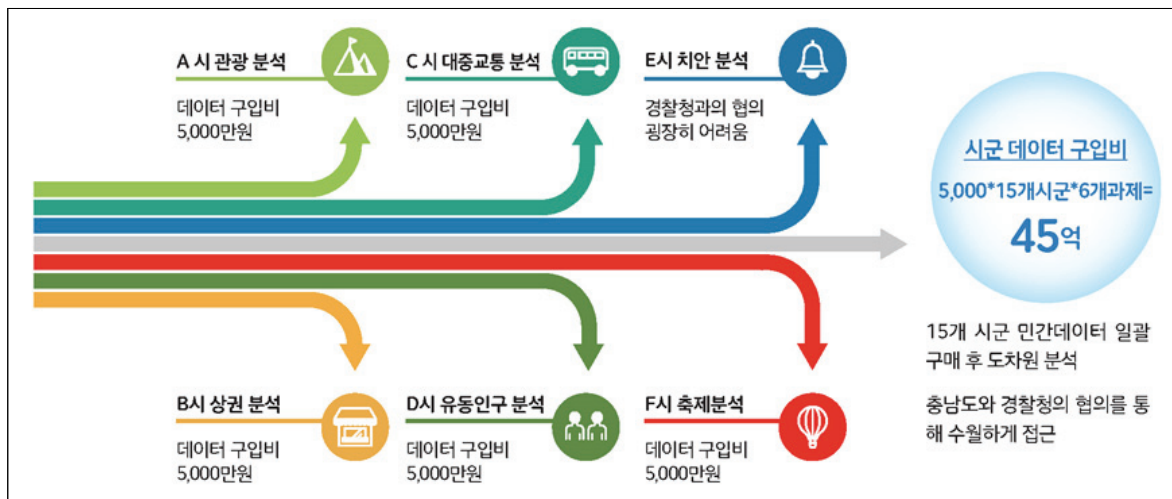 A 시 관광 분석
데이터 구입비
5,000만원
C 시 대중교통 분석
데이터 구입비
5,000만원
E시 치안 분석
경찰청과의 협의
굉장히 어려움
시군 데이터 구입비
5,000*15개시군*6개과제=
45억
15개 시군 민간데이터 일괄
구매 후 도차원 분석
충남도와 경찰청의 협의를 통
해 수월하게 접근
B시 상권 분석
데이터 구입비
5,000만원
D시 유동인구 분석
데이터 구입비
5,000만원
F시 축제분석
데이터 구입비
5,000만원